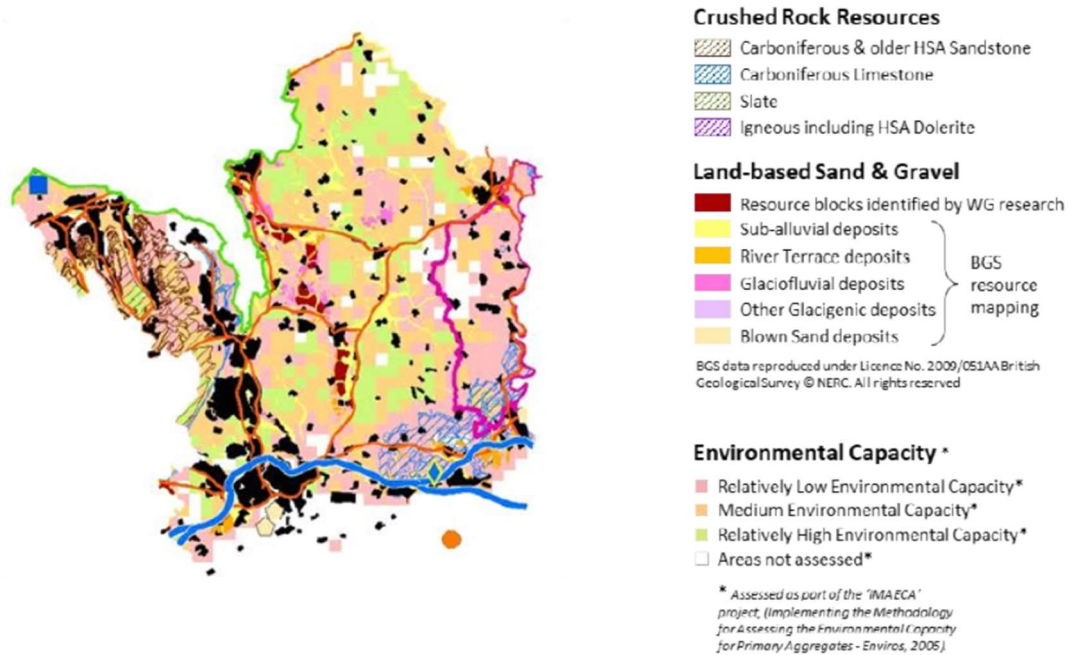 Crushed Rock Resources
Carboniferous & older HSA Sandstone
Carboniferous Limestone
Slate
Igneous including HSA Dolerite
Land-based Sand & Gravel
Resource blocks identified by WG research
Sub-alluvial deposits
River Terrace deposits
Glaciofluvial deposits
Other Glacigenic deposits
Blown Sand deposits
BGS
resource
mapping
BGS data reproduced under Licence No. 2009/051AA British
Geological Survey © NERC. All rights reserved
Environmental Capacity *
Relatively Low Environmental Capacity*
Medium Environmental Capacity*
Relatively High Environmental Capacity*
Areas not assessed*
* Assessed as part of the 'IMAECA'
project, (Implementing the Methodology
for Assessing the Environmental Capacity
for Primary Aggregates - Enviros, 2005).